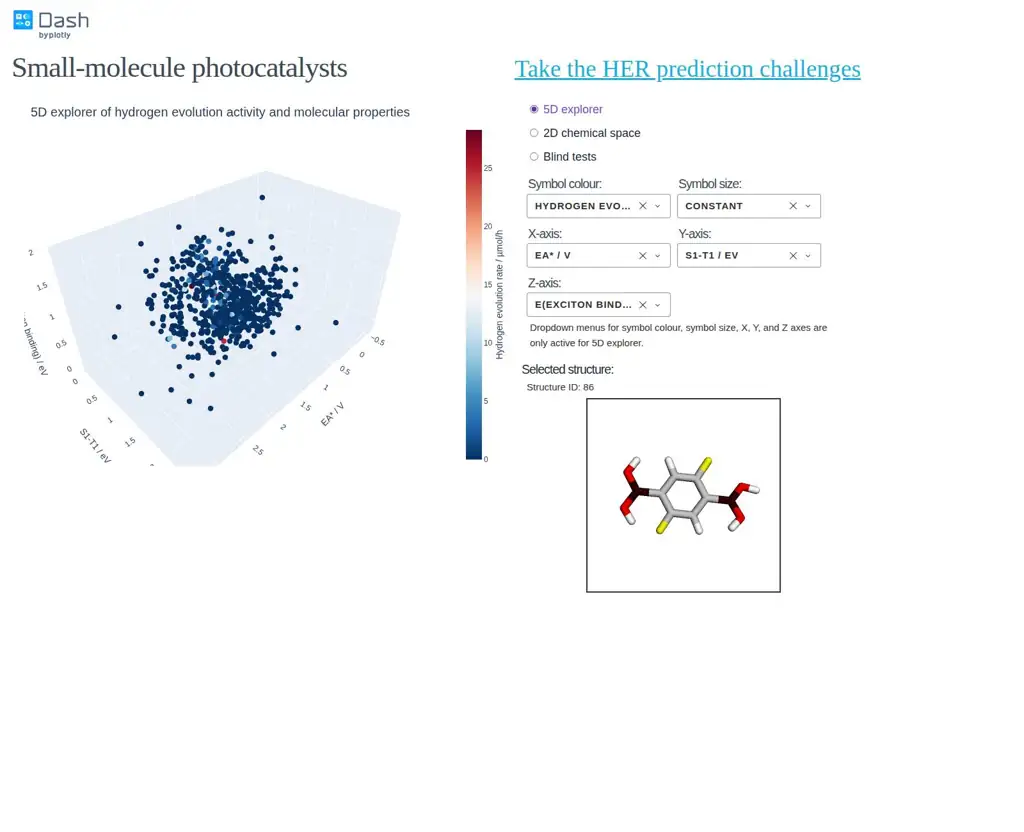 Dash
by plotly
Small-molecule photocatalysts
Take the HER prediction challenges
5D explorer of hydrogen evolution activity and molecular properties
5D explorer
2D chemical space
Blind tests
Symbol colour:
Symbol size:
HYDROGEN EVO...
CONSTANT
X-axis:
Y-axis:
EA* / V
S1-T1 / EV
Z-axis:
E(EXCITON BIND...
Dropdown menus for symbol colour, symbol size, X, Y, and Z axes are
only active for 5D explorer.
Selected structure:
Structure ID: 86
2
1.5
1
0.5
0
binding) / eV
0
0.5
1
1.5
S1-T1 / eV
2.5
2
1.5
1
0.5
0
−0.5
EA* / V
25
20
15
10
5
0
Hydrogen evolution rate / µmol/h